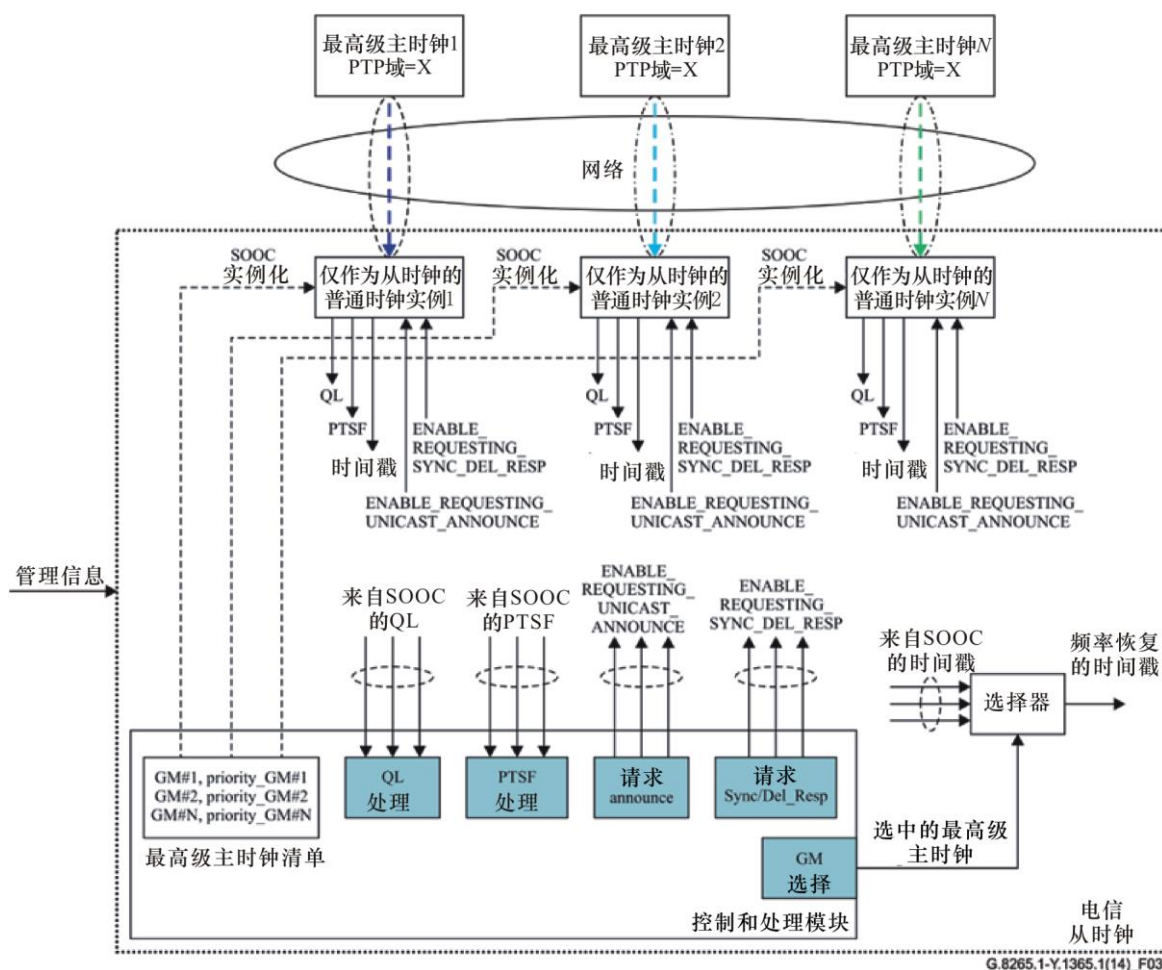 最高级主时钟1
PTP域=X
最高级主时钟2
PTP域=X
最高级主时钟N
PTP域=X
网络
SOOC
实例化
仅作为从时钟的
普通时钟实例1
SOOC
实例化
仅作为从时钟的
普通时钟实例2
SOOC
实例化
仅作为从时钟的
普通时钟实例N
QL
PTSF
时间戳
ENABLE_
REQUESTING_
SYNC_DEL_RESP
ENABLE_REQUESTING_
UNICAST_ANNOUNCE
QL
PTSF
时间戳
ENABLE_
REQUESTING_
SYNC_DEL_RESP
ENABLE_REQUESTING_
UNICAST_ANNOUNCE
QL
PTSF
时间戳
ENABLE_
REQUESTING_
SYNC_DEL_RESP
ENABLE_REQUESTING_
UNICAST_ANNOUNCE
管理信息
来自SOOC
的QL
来自SOOC
的PTSF
ENABLE_
REQUESTING_
UNICAST_
ANNOUNCE
ENABLE_
REQUESTING_
SYNC_DEL_RESP
来自SOOC
的时间戳
选择器
频率恢复
的时间戳
GM#1, priority_GM#1
GM#2, priority_GM#2
GM#N, priority_GM#N
最高级主时钟清单
QL
处理
PTSF
处理
请求
announce
请求
Sync/Del_Resp
GM
选择
选中的最高级
主时钟
控制和处理模块
电信
从时钟
G.8265.1-Y.1365.1(14)_F03